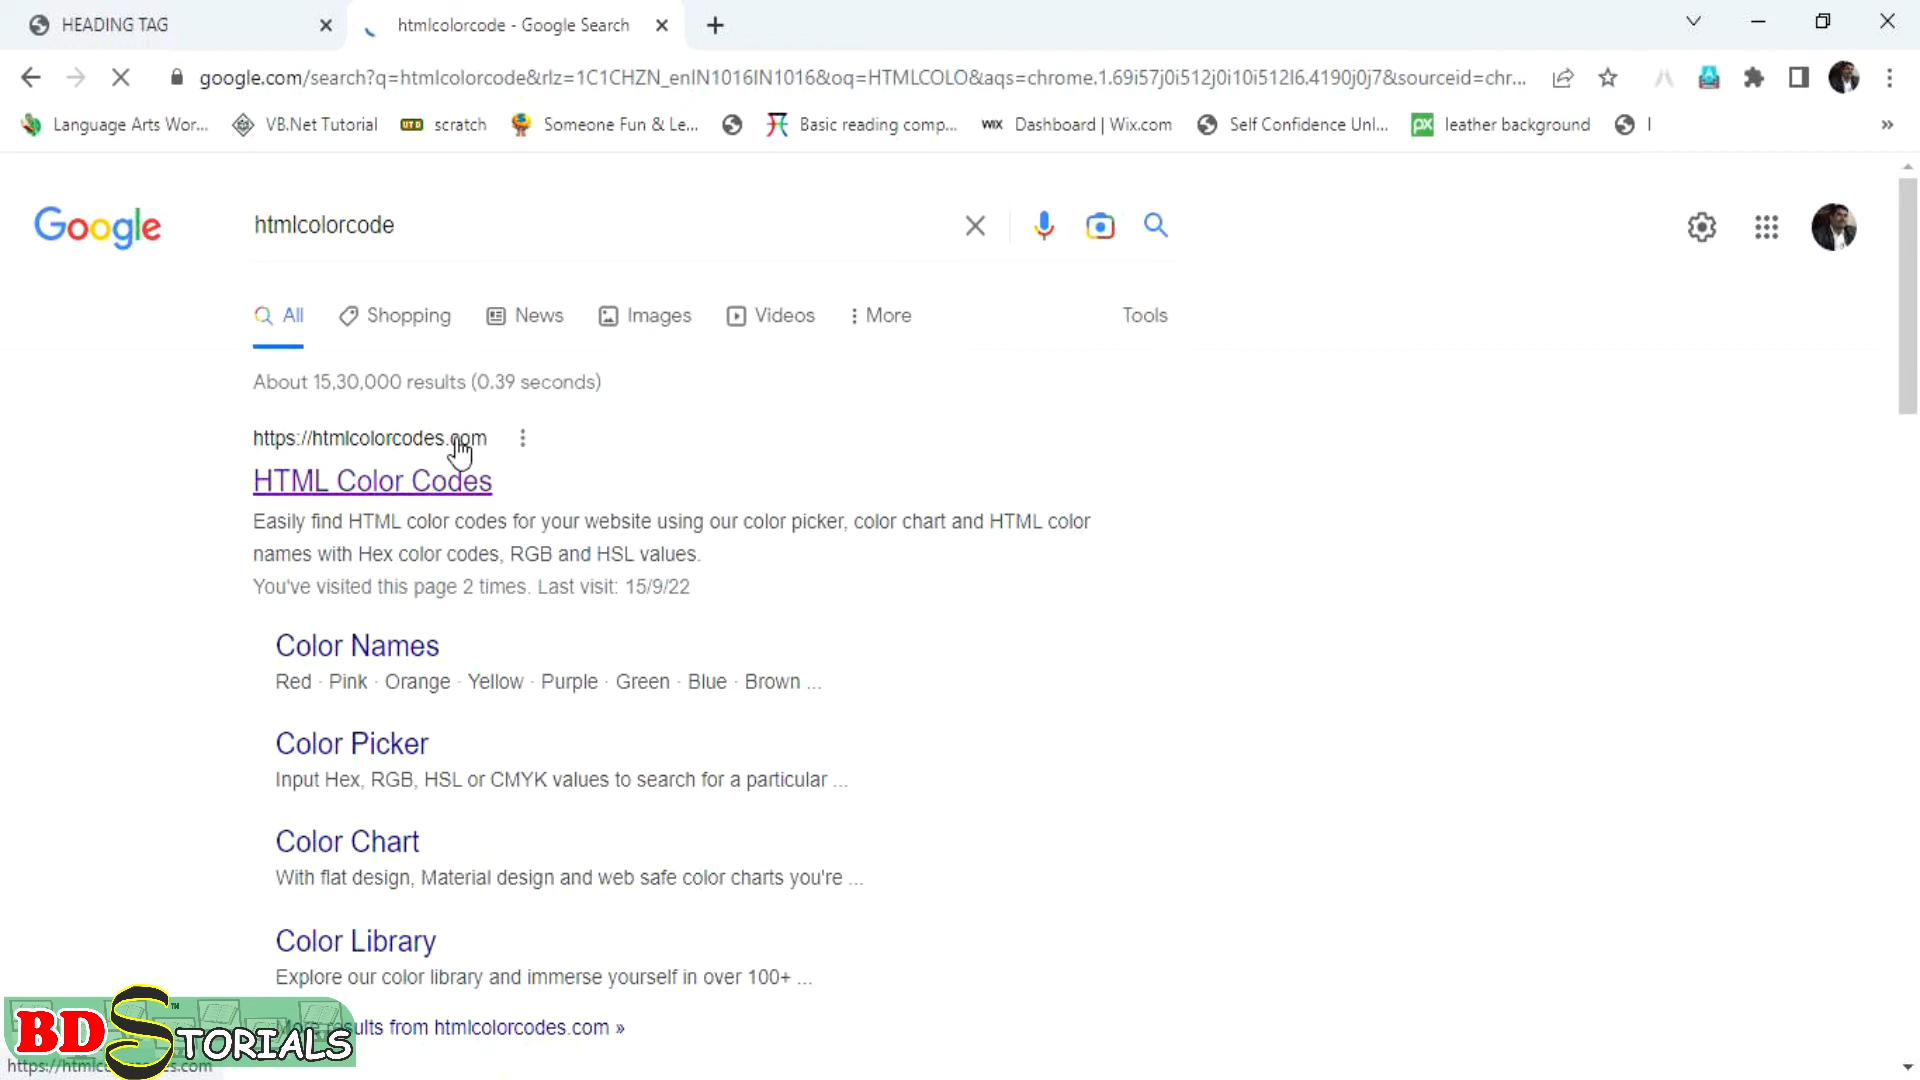 HEADING TAG
htmlcolorcode - Google Search
google.com/search?q=htmlcolorcode&rlz=1C1CHZN_enIN1016IN1016&oq=HTMLCOLO&aqs=chrome.1.69i57j0i512j0i10i512l6.4190j0j7&sourceid=chr...
Language Arts Wor...
VB.Net Tutorial
scratch
Someone Fun & Le...
Basic reading comp...
WIX Dashboard | Wix.com
Self Confidence Unl...
px leather background
I
»
Google
htmlcolorcode
All Shopping News Images Videos More Tools
About 15,30,000 results (0.39 seconds)
https://htmlcolorcodes.com
HTML Color Codes
Easily find HTML color codes for your website using our color picker, color chart and HTML color
names with Hex color codes, RGB and HSL values.
You've visited this page 2 times. Last visit: 15/9/22
Color Names
Red · Pink · Orange · Yellow · Purple · Green · Blue · Brown ...
Color Picker
Input Hex, RGB, HSL or CMYK values to search for a particular ...
Color Chart
With flat design, Material design and web safe color charts you're ...
Color Library
Explore our color library and immerse yourself in over 100+ ...
results from htmlcolorcodes.com »
BD STORIALS ™